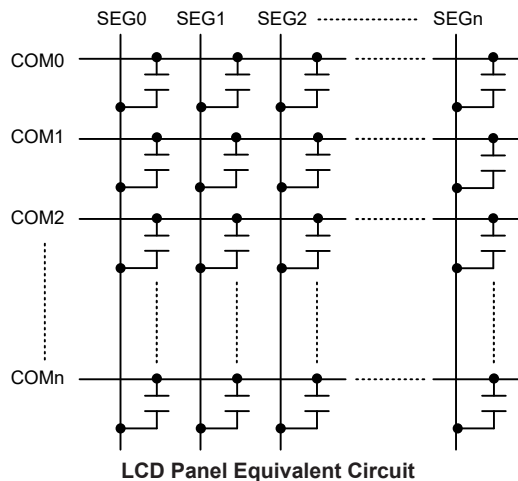 SEG0 SEG1 SEG2 SEGn
COM0
COM1
COM2
COMn
LCD Panel Equivalent Circuit